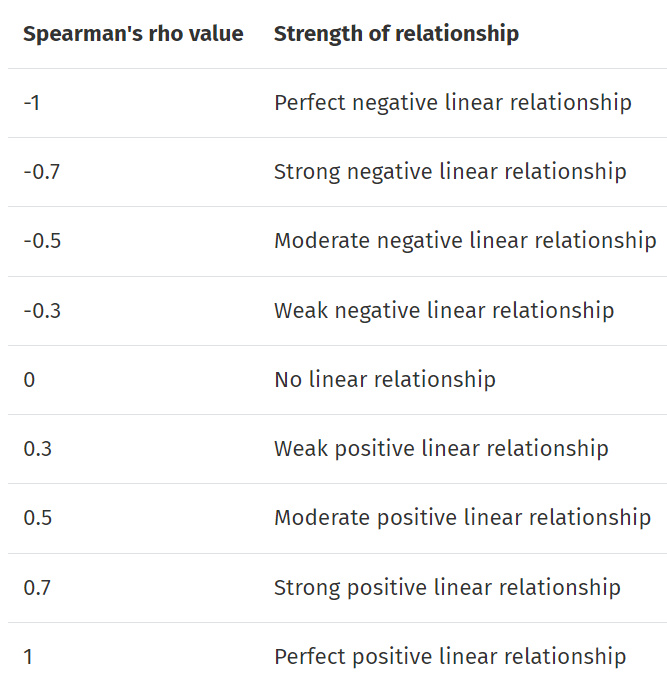 Spearman's rho value Strength of relationship
-1 Perfect negative linear relationship
-0.7 Strong negative linear relationship
-0.5 Moderate negative linear relationship
-0.3 Weak negative linear relationship
0 No linear relationship
0.3 Weak positive linear relationship
0.5 Moderate positive linear relationship
0.7 Strong positive linear relationship
1 Perfect positive linear relationship